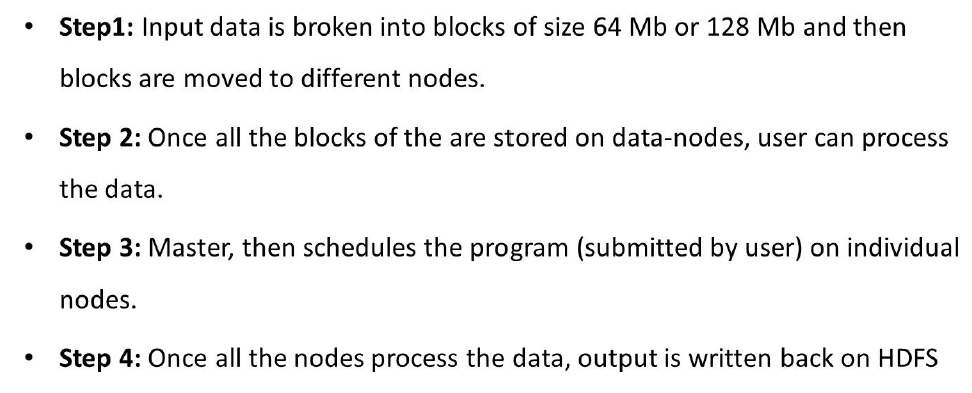 • Step1: Input data is broken into blocks of size 64 Mb or 128 Mb and then
blocks are moved to different nodes.
• Step 2: Once all the blocks of the are stored on data-nodes, user can process
the data.
• Step 3: Master, then schedules the program (submitted by user) on individual
nodes.
• Step 4: Once all the nodes process the data, output is written back on HDFS